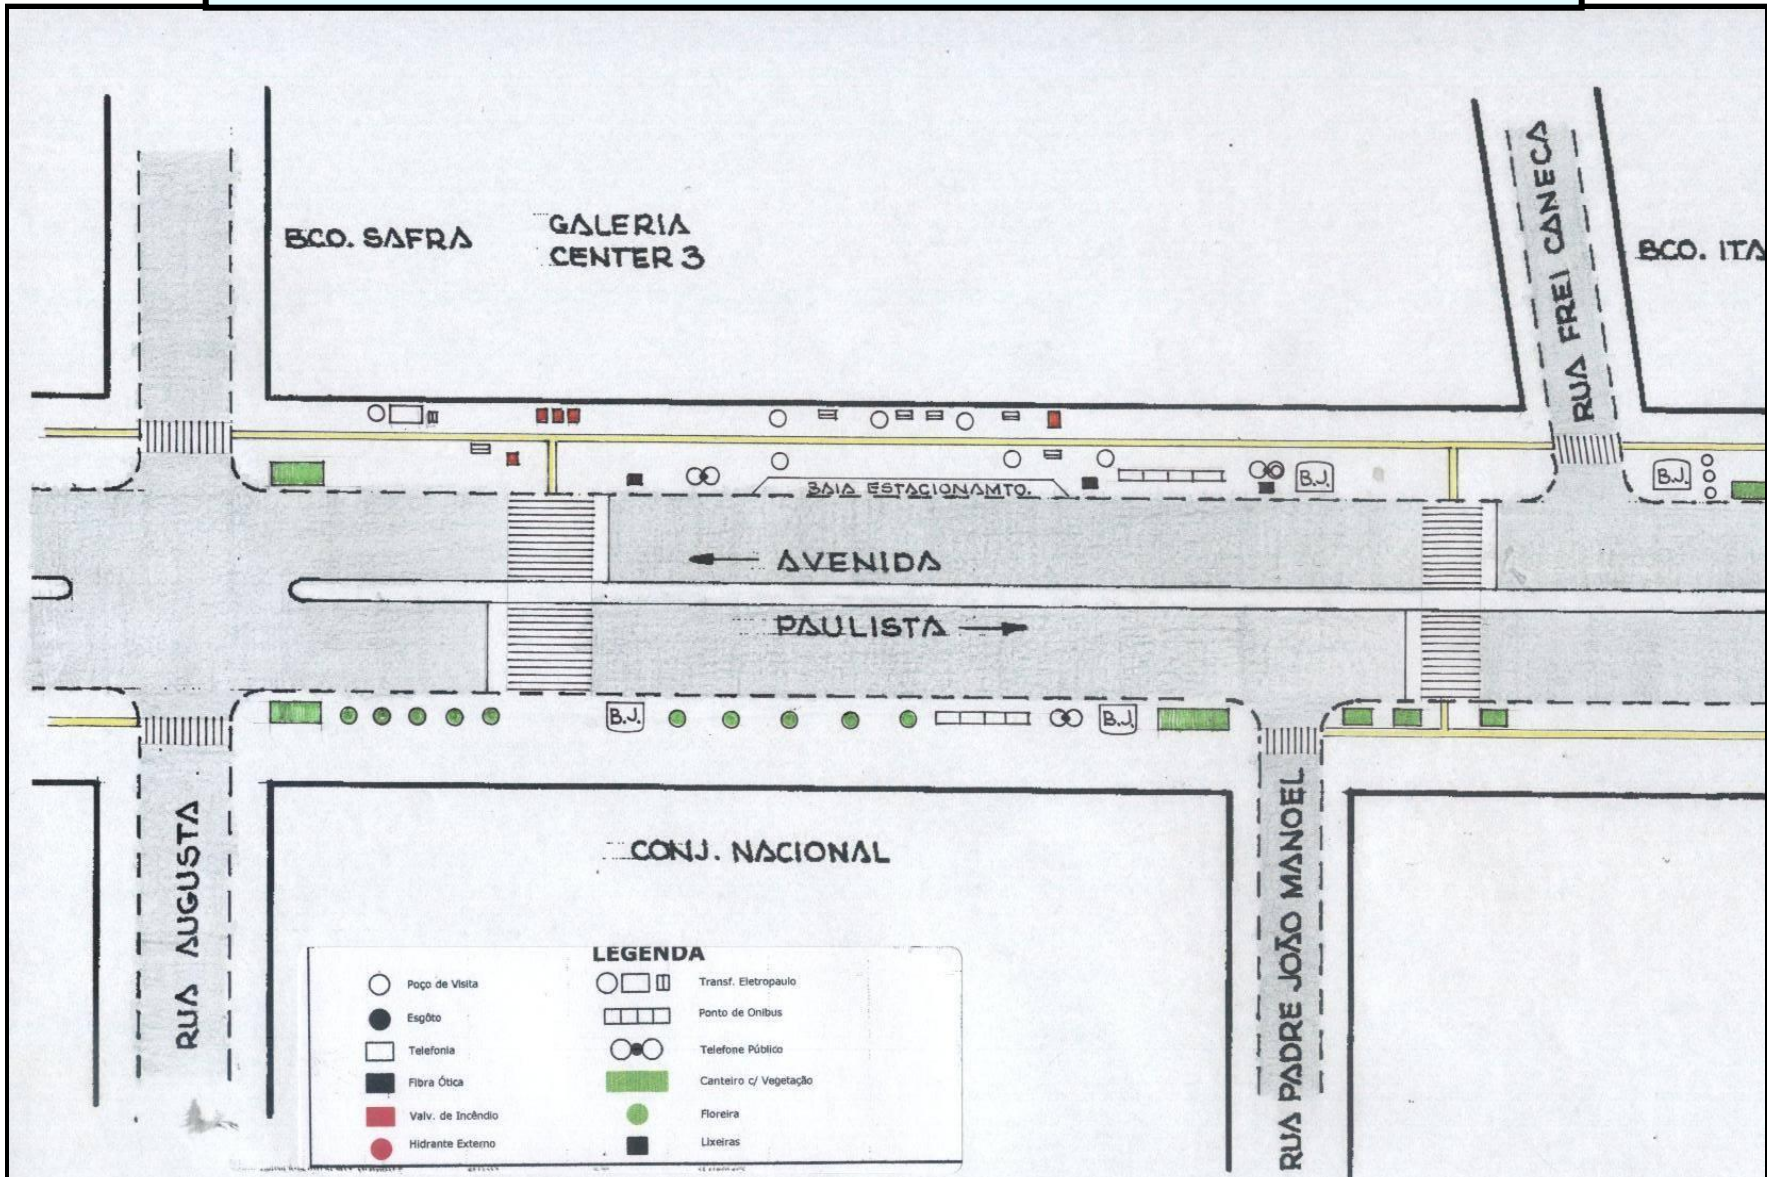 BCO. SAFRA
GALERIA
CENTER 3
RUA FREI CANECA
BCO. ITA
B.J.
B.J.
BAIA ESTACIONAMTO.
AVENIDA
PAULISTA
B.J.
B.J.
RUA AUGUSTA
CONJ. NACIONAL
RUA PADRE JOÃO MANOEL
LEGENDA
Poço de Visita
Transf. Eletropaulo
Esgôto
Ponto de Onibus
Telefonia
Telefone Público
Fibra Ótica
Canteiro c/ Vegetação
Valv. de Incêndio
Floreira
Hidrante Externo
Lixeiras